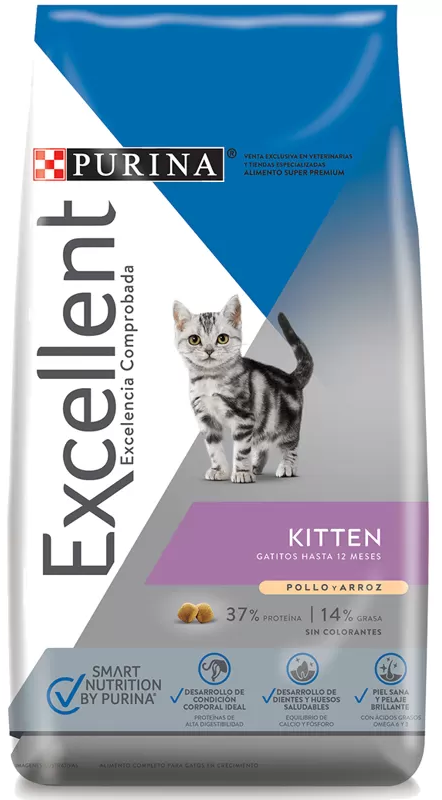 PURINA®
VENTA EXCLUSIVA EN VETERINARIAS
Y TIENDAS ESPECIALIZADAS
ALIMENTO SUPER PREMIUM
Excellent
Excelencia Comprobada
KITTEN
GATITOS HASTA 12 MESES
POLLO Y ARROZ
37% PROTEÍNA | 14% GRASA
SIN COLORANTES
SMART
NUTRITION
BY PURINA®
DESARROLLO DE
CONDICIÓN
CORPORAL IDEAL
PROTEÍNAS DE
ALTA DIGESTIBILIDAD
DESARROLLO DE
DIENTES Y HUESOS
SALUDABLES
EQUILIBRIO DE
CALCIO Y FÓSFORO
PIEL SANA
Y PELAJE
BRILLANTE
CON ÁCIDOS GRASOS
OMEGA 6 Y 3
ALIMENTO COMPLETO PARA GATOS EN CRECIMIENTO